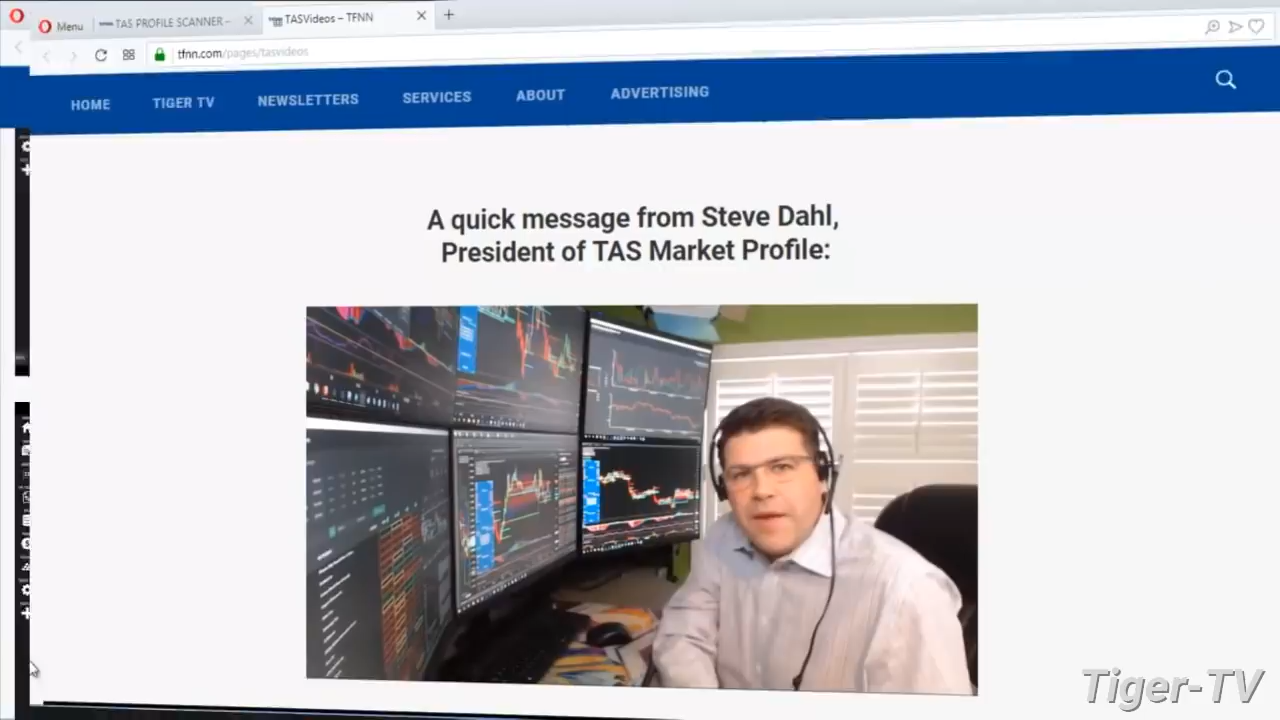 Menu
TAS PROFILE SCANNER –
TASVideos – TFNN
tfnn.com/pages/tasvideos
HOME
TIGER TV
NEWSLETTERS
SERVICES
ABOUT
ADVERTISING
A quick message from Steve Dahl,
President of TAS Market Profile:
Tiger-TV